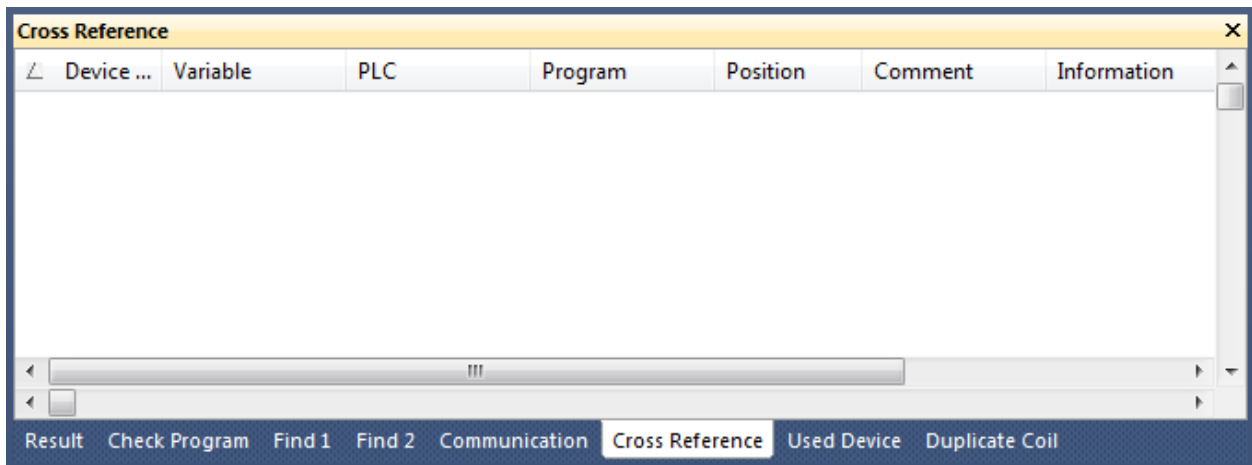 Cross Reference
Device ... Variable PLC Program Position Comment Information
Result Check Program Find 1 Find 2 Communication Cross Reference Used Device Duplicate Coil